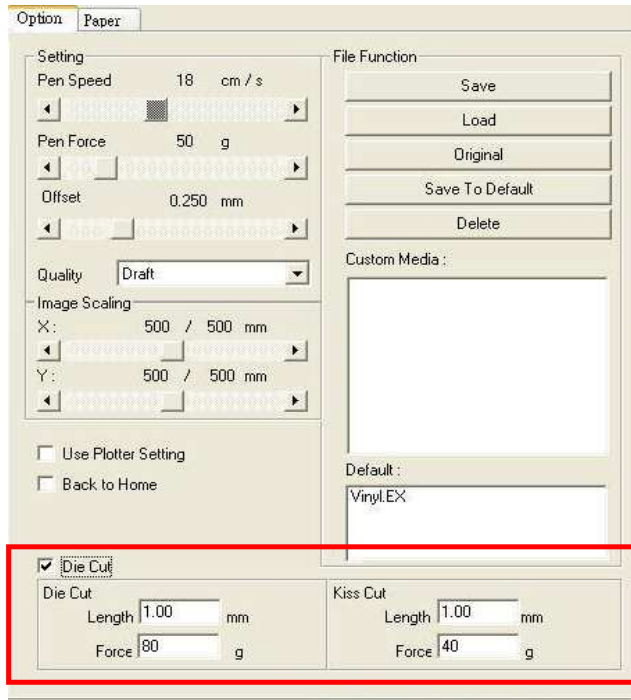 Option Paper
Setting
Pen Speed 18 cm / s
Pen Force 50 g
Offset 0.250 mm
Quality Draft
Image Scaling
X: 500 / 500 mm
Y: 500 / 500 mm
Use Plotter Setting
Back to Home
File Function
Save
Load
Original
Save To Default
Delete
Custom Media :
Default :
Vinyl.EX
Die Cut
Die Cut
Length 1.00 mm
Force 80 g
Kiss Cut
Length 1.00 mm
Force 40 g